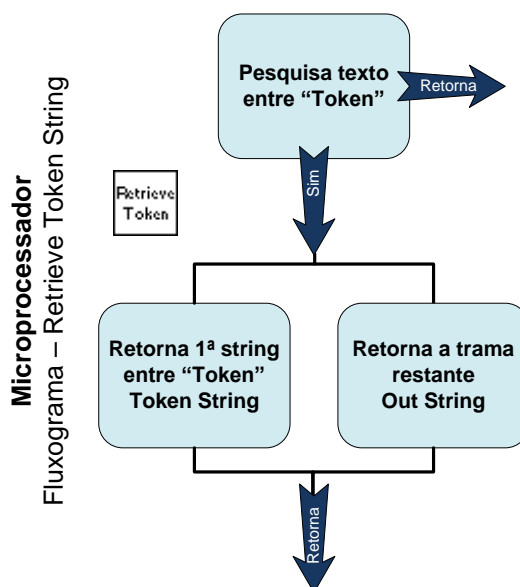 Microprocessador
Fluxograma – Retrieve Token String
Pesquisa texto
entre “Token”
Retorna
Sim
Retrieve
Token
Retorna 1ª string
entre “Token”
Token String
Retorna a trama
restante
Out String
Retorna